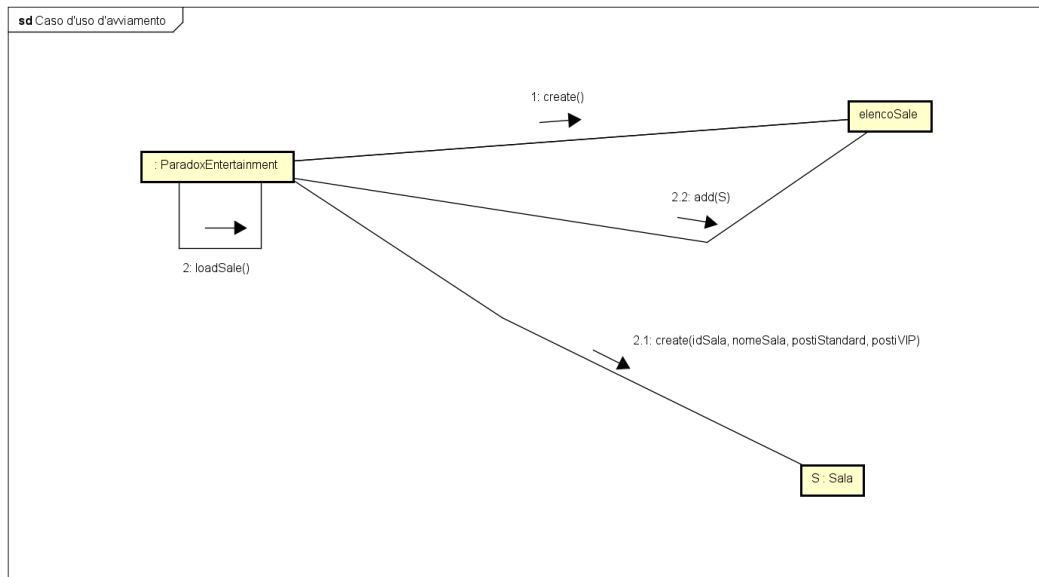 sd Caso d'uso d'avviamento
1: create()
elencoSale
: ParadoxEntertainment
2.2: add(S)
2: loadSale()
2.1: create(idSala, nomeSala, postiStandard, postiVIP)
S : Sala